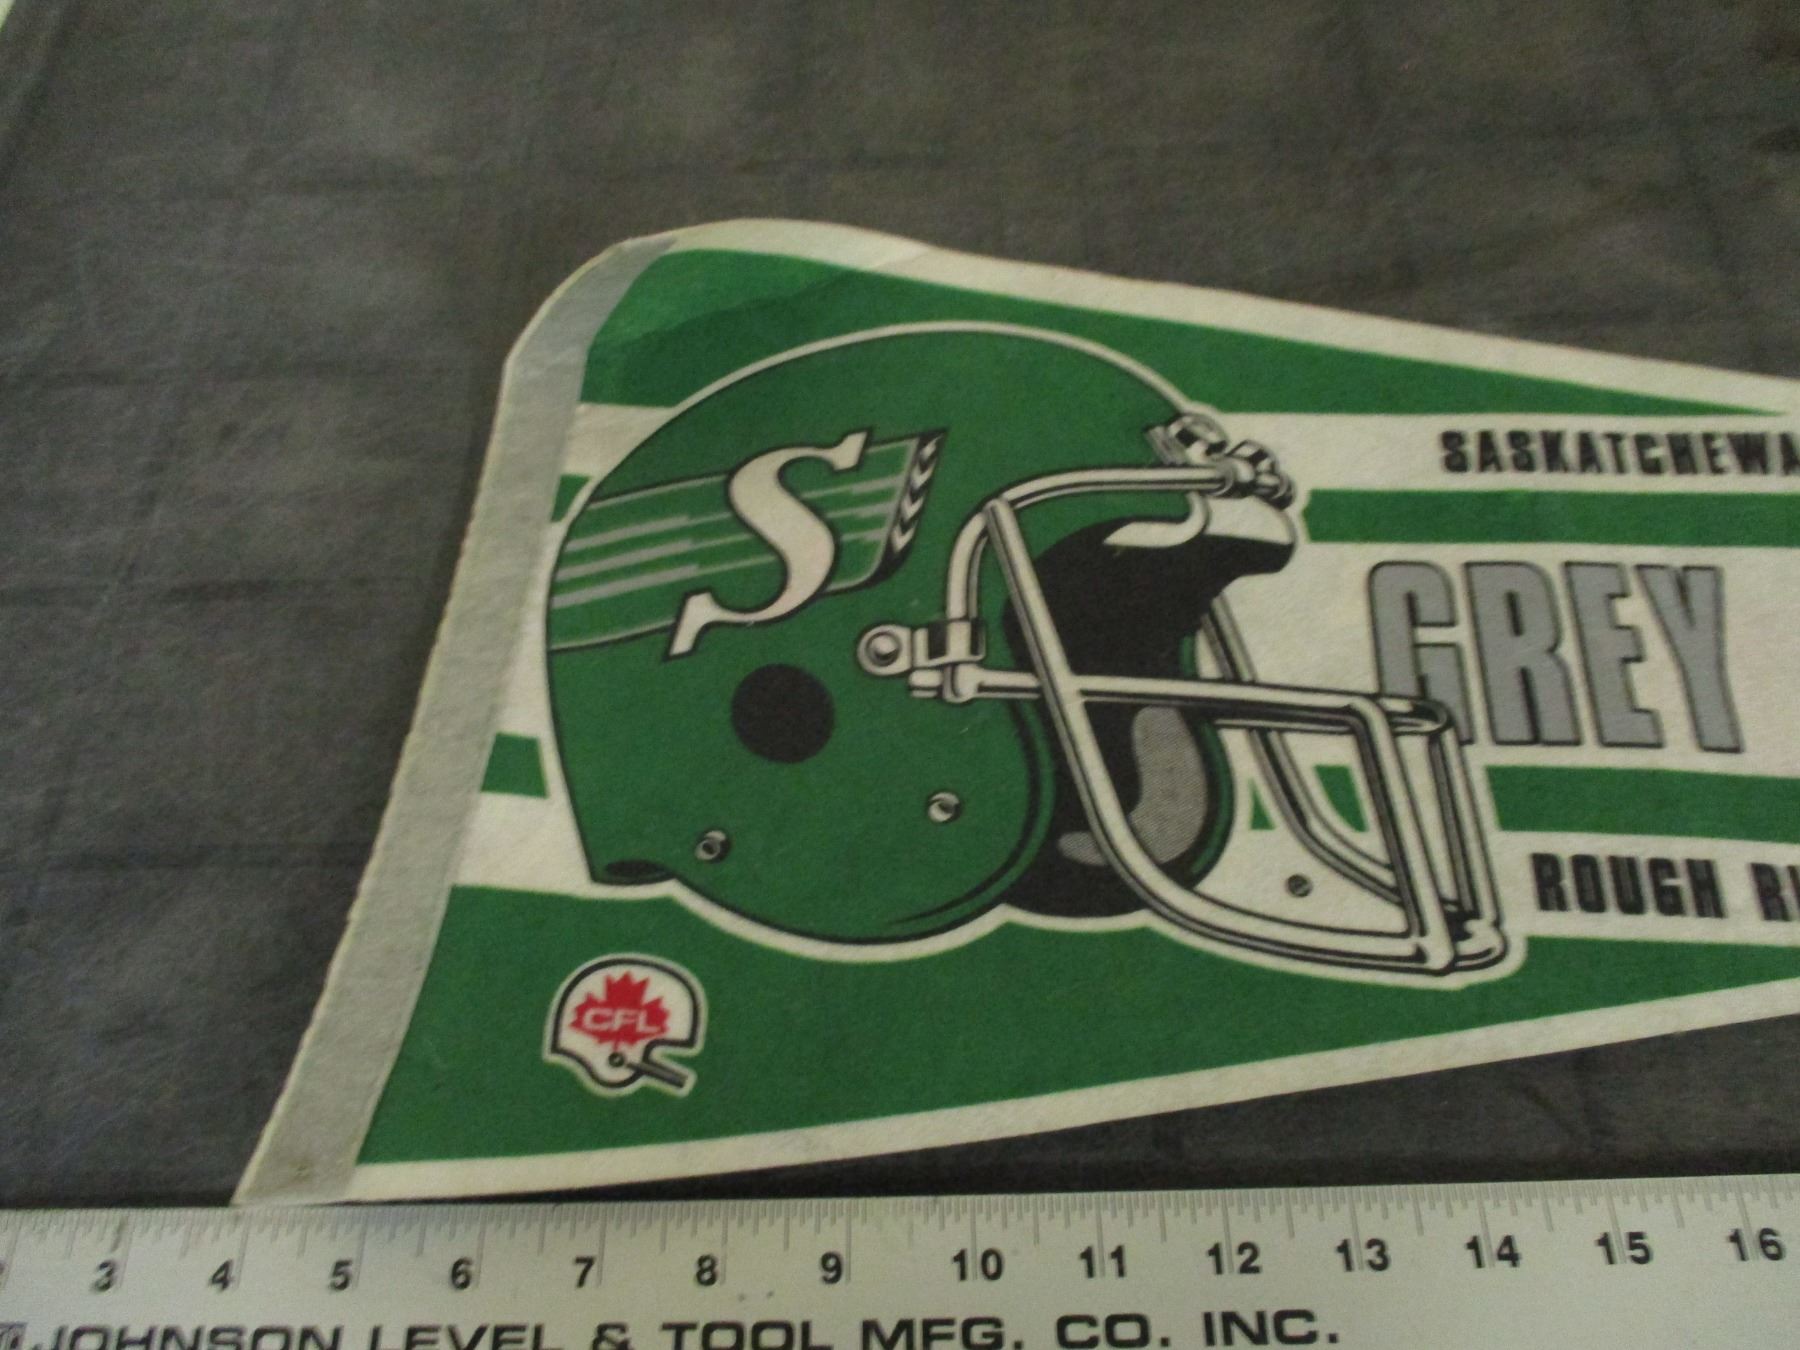 SASKATCHEWA
S
GREY
ROUGH RI
CFL
3 4 5 6 7 8 9 10 11 12 13 14 15 16
JOHNSON LEVEL & TOOL MFG. CO. INC.